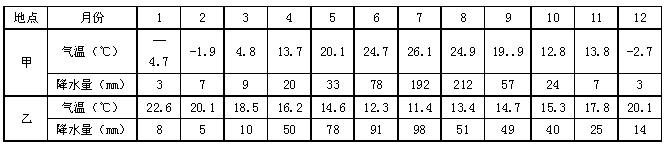 地点 月份 1 2 3 4 5 6 7 8 9 10 11 12
甲 气温（℃） —4.7 -1.9 4.8 13.7 20.1 24.7 26.1 24.9 19..9 12.8 13.8 -2.7
降水量（mm） 3 7 9 20 33 78 192 212 57 24 7 3
乙 气温（℃） 22.6 20.1 18.5 16.2 14.6 12.3 11.4 13.4 14.7 15.3 17.8 20.1
降水量（mm） 8 5 10 50 78 91 98 51 49 40 25 14